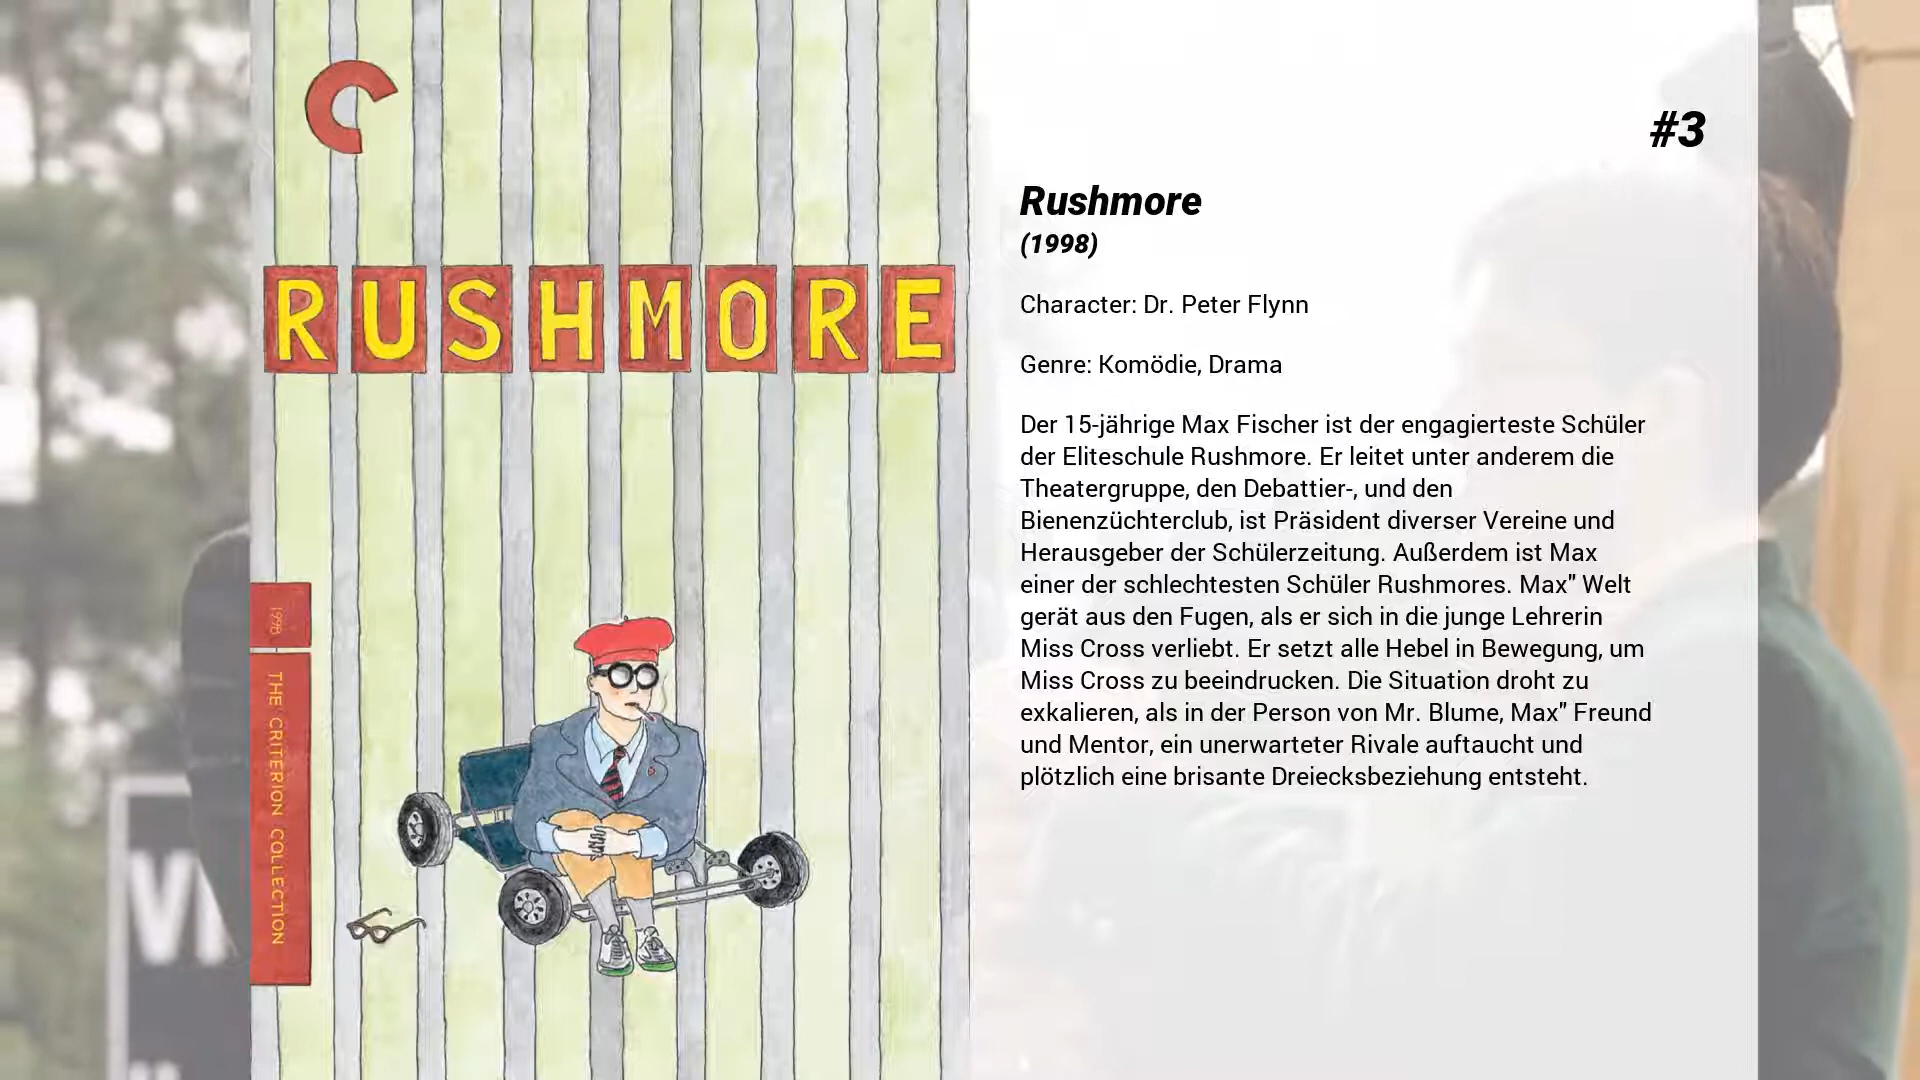 RUSHMORE
1998
THE CRITERION COLLECTION
#3
Rushmore
(1998)
Character: Dr. Peter Flynn
Genre: Komödie, Drama
Der 15-jährige Max Fischer ist der engagierteste Schüler
der Eliteschule Rushmore. Er leitet unter anderem die
Theatergruppe, den Debattier-, und den
Bienenzüchterclub, ist Präsident diverser Vereine und
Herausgeber der Schülerzeitung. Außerdem ist Max
einer der schlechtesten Schüler Rushmores. Max" Welt
gerät aus den Fugen, als er sich in die junge Lehrerin
Miss Cross verliebt. Er setzt alle Hebel in Bewegung, um
Miss Cross zu beeindrucken. Die Situation droht zu
exkalieren, als in der Person von Mr. Blume, Max" Freund
und Mentor, ein unerwarteter Rivale auftaucht und
plötzlich eine brisante Dreiecksbeziehung entsteht.